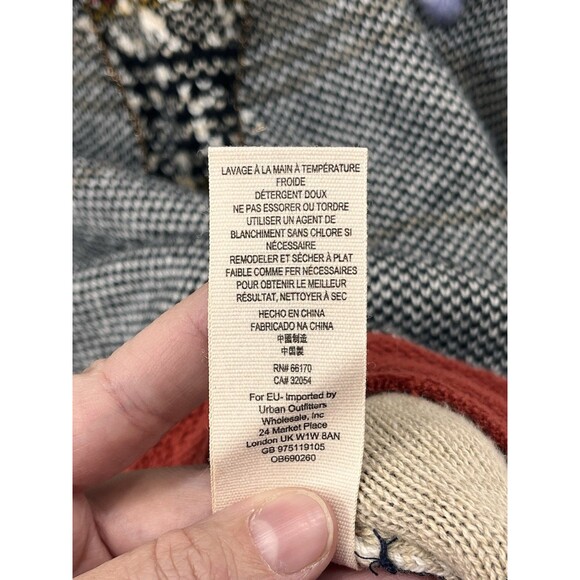 LAVAGE À LA MAIN À TEMPÉRATURE
FROIDE
DÉTERGENT DOUX
NE PAS ESSORER OU TORDRE
UTILISER UN AGENT DE
BLANCHIMENT SANS CHLORE SI
NÉCESSAIRE
REMODELER ET SÉCHER À PLAT
FAIBLE COMME FER NÉCESSAIRES
POUR OBTENIR LE MEILLEUR
RÉSULTAT, NETTOYER À SEC
HECHO EN CHINA
FABRICADO NA CHINA
中國制造
中国製
RN# 66170
CA# 32054
For EU- Imported by
Urban Outfitters
Wholesale, Inc
24 Market Place
London UK W1W 8AN
GB 975119105
OB690260